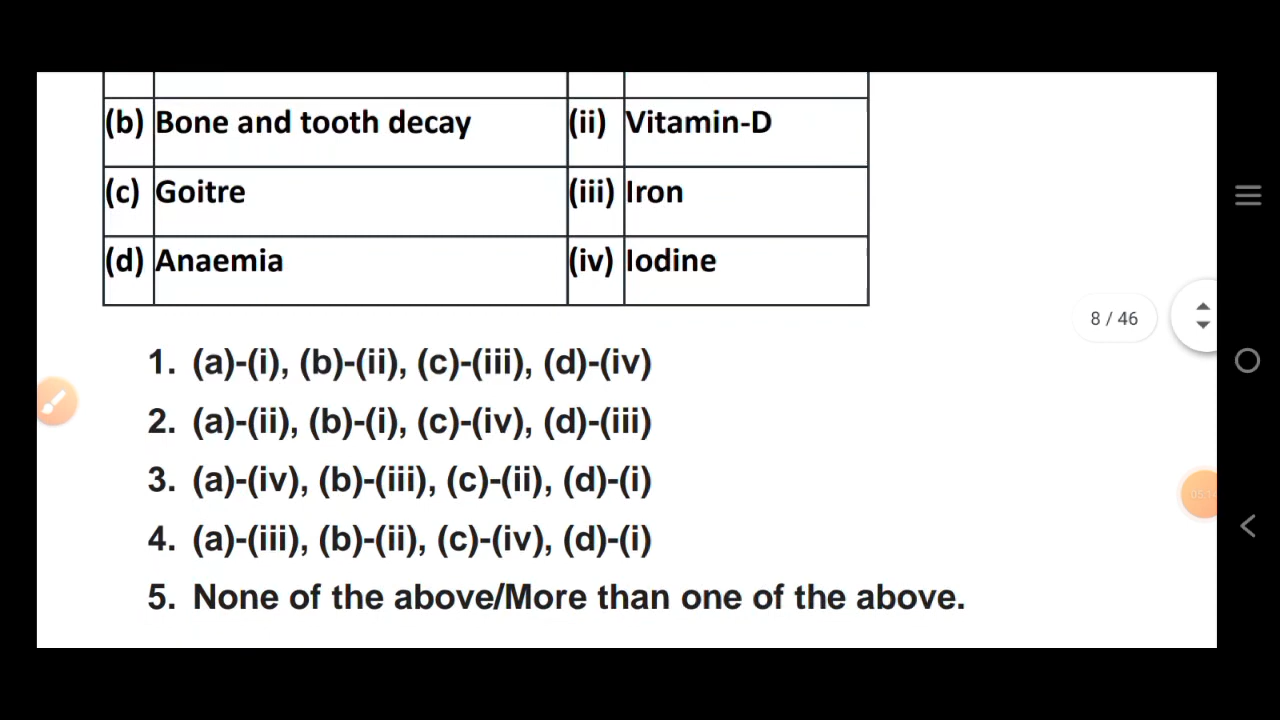 (b) Bone and tooth decay (ii) Vitamin-D
(c) Goitre (iii) Iron
(d) Anaemia (iv) Iodine
8 / 46
1. (a)-(i), (b)-(ii), (c)-(iii), (d)-(iv)
2. (a)-(ii), (b)-(i), (c)-(iv), (d)-(iii)
3. (a)-(iv), (b)-(iii), (c)-(ii), (d)-(i)
4. (a)-(iii), (b)-(ii), (c)-(iv), (d)-(i)
5. None of the above/More than one of the above.